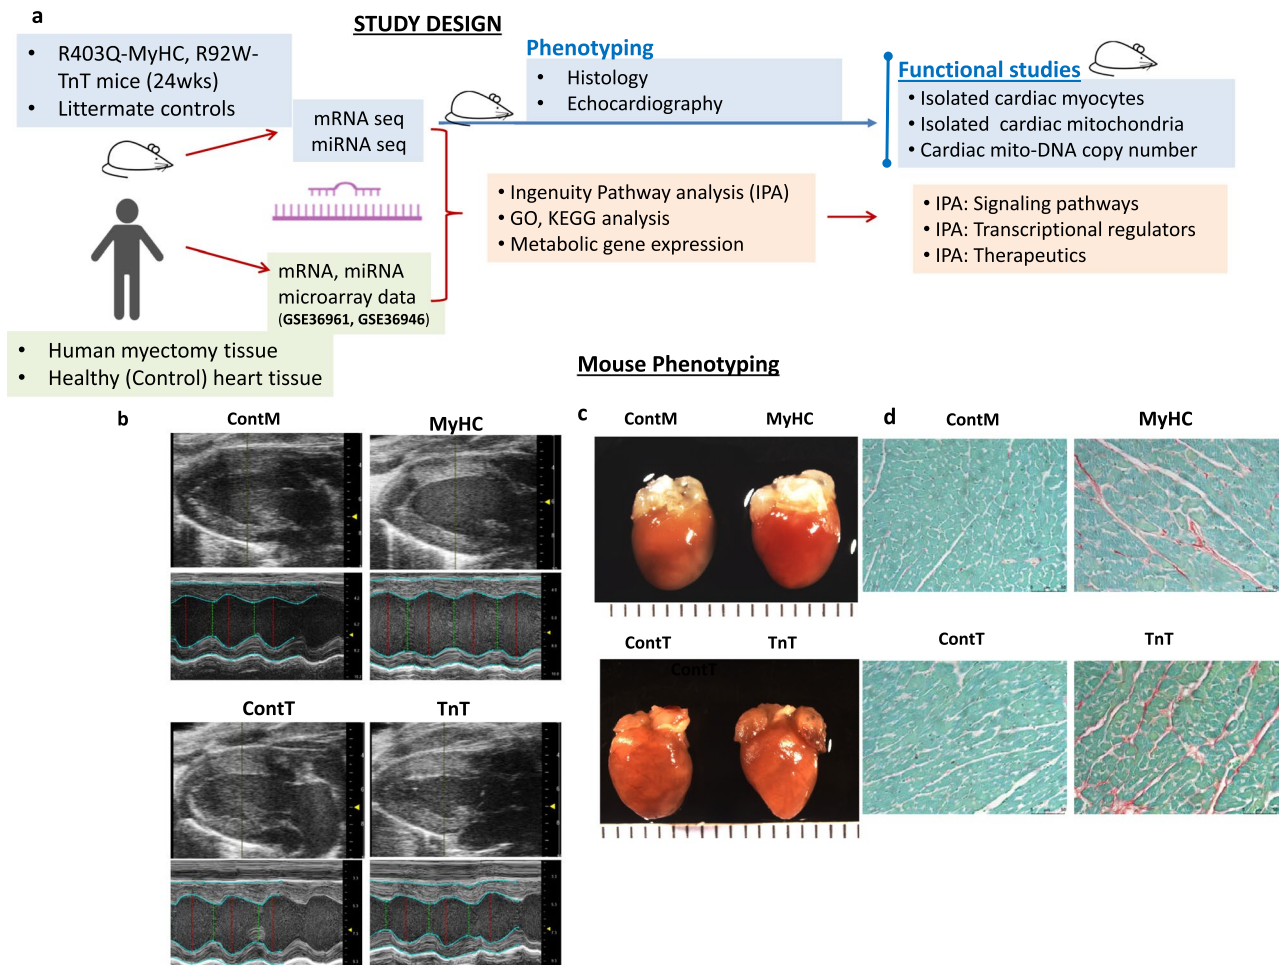 a
STUDY DESIGN
• R403Q-MyHC, R92W-
TnT mice (24wks)
• Littermate controls
mRNA seq
miRNA seq
Phenotyping
• Histology
• Echocardiography
Functional studies
• Isolated cardiac myocytes
• Isolated cardiac mitochondria
• Cardiac mito-DNA copy number
• Ingenuity Pathway analysis (IPA)
• GO, KEGG analysis
• Metabolic gene expression
• IPA: Signaling pathways
• IPA: Transcriptional regulators
• IPA: Therapeutics
mRNA, miRNA
microarray data
(GSE36961, GSE36946)
• Human myectomy tissue
• Healthy (Control) heart tissue
Mouse Phenotyping
b
ContM
MyHC
ContT
TnT
c
ContM
MyHC
ContT
TnT
ContT
d
ContM
MyHC
ContT
TnT